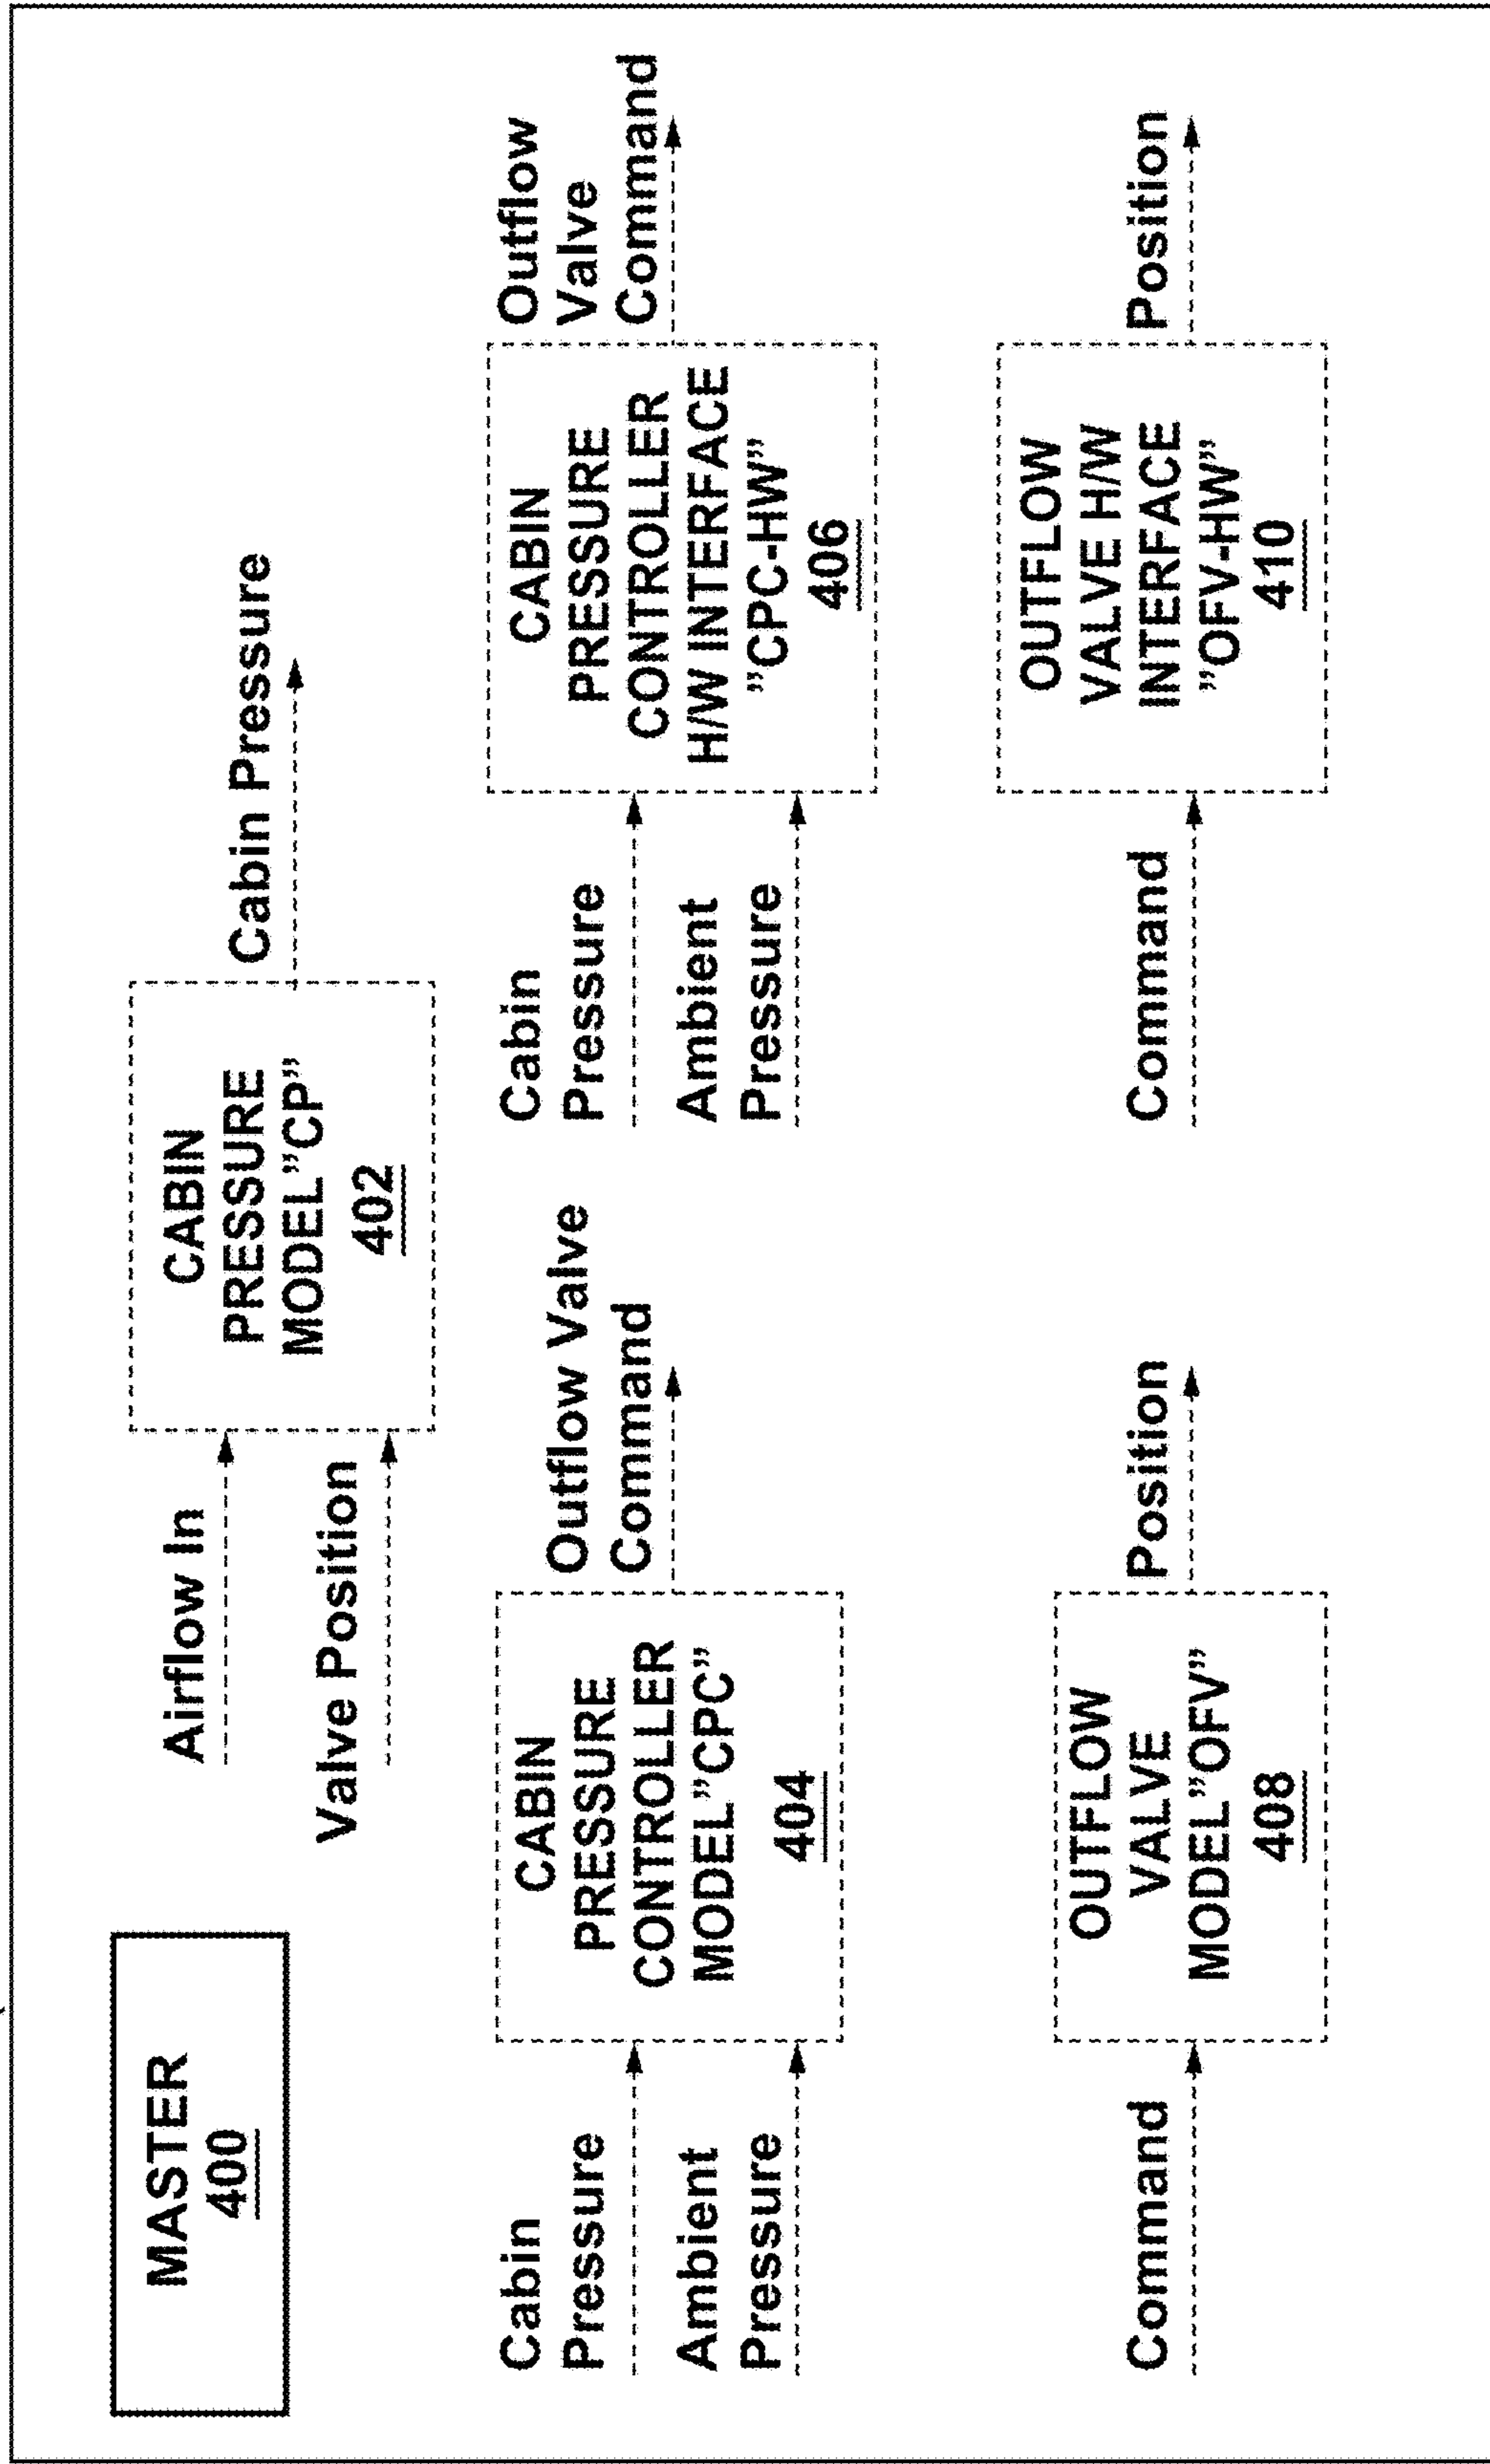 MASTER
400
Airflow In
Valve Position
CABIN
PRESSURE
MODEL”CP”
402
Cabin Pressure
Cabin
Pressure
Ambient
Pressure
CABIN
PRESSURE
CONTROLLER
MODEL”CPC”
404
Outflow Valve
Command
Cabin
Pressure
Ambient
Pressure
CABIN
PRESSURE
CONTROLLER
H/W INTERFACE
”CPC-HW”
406
Outflow
Valve
Command
Command
OUTFLOW
VALVE
MODEL”OFV”
408
Position
Command
OUTFLOW
VALVE H/W
INTERFACE
”OFV-HW”
410
Position